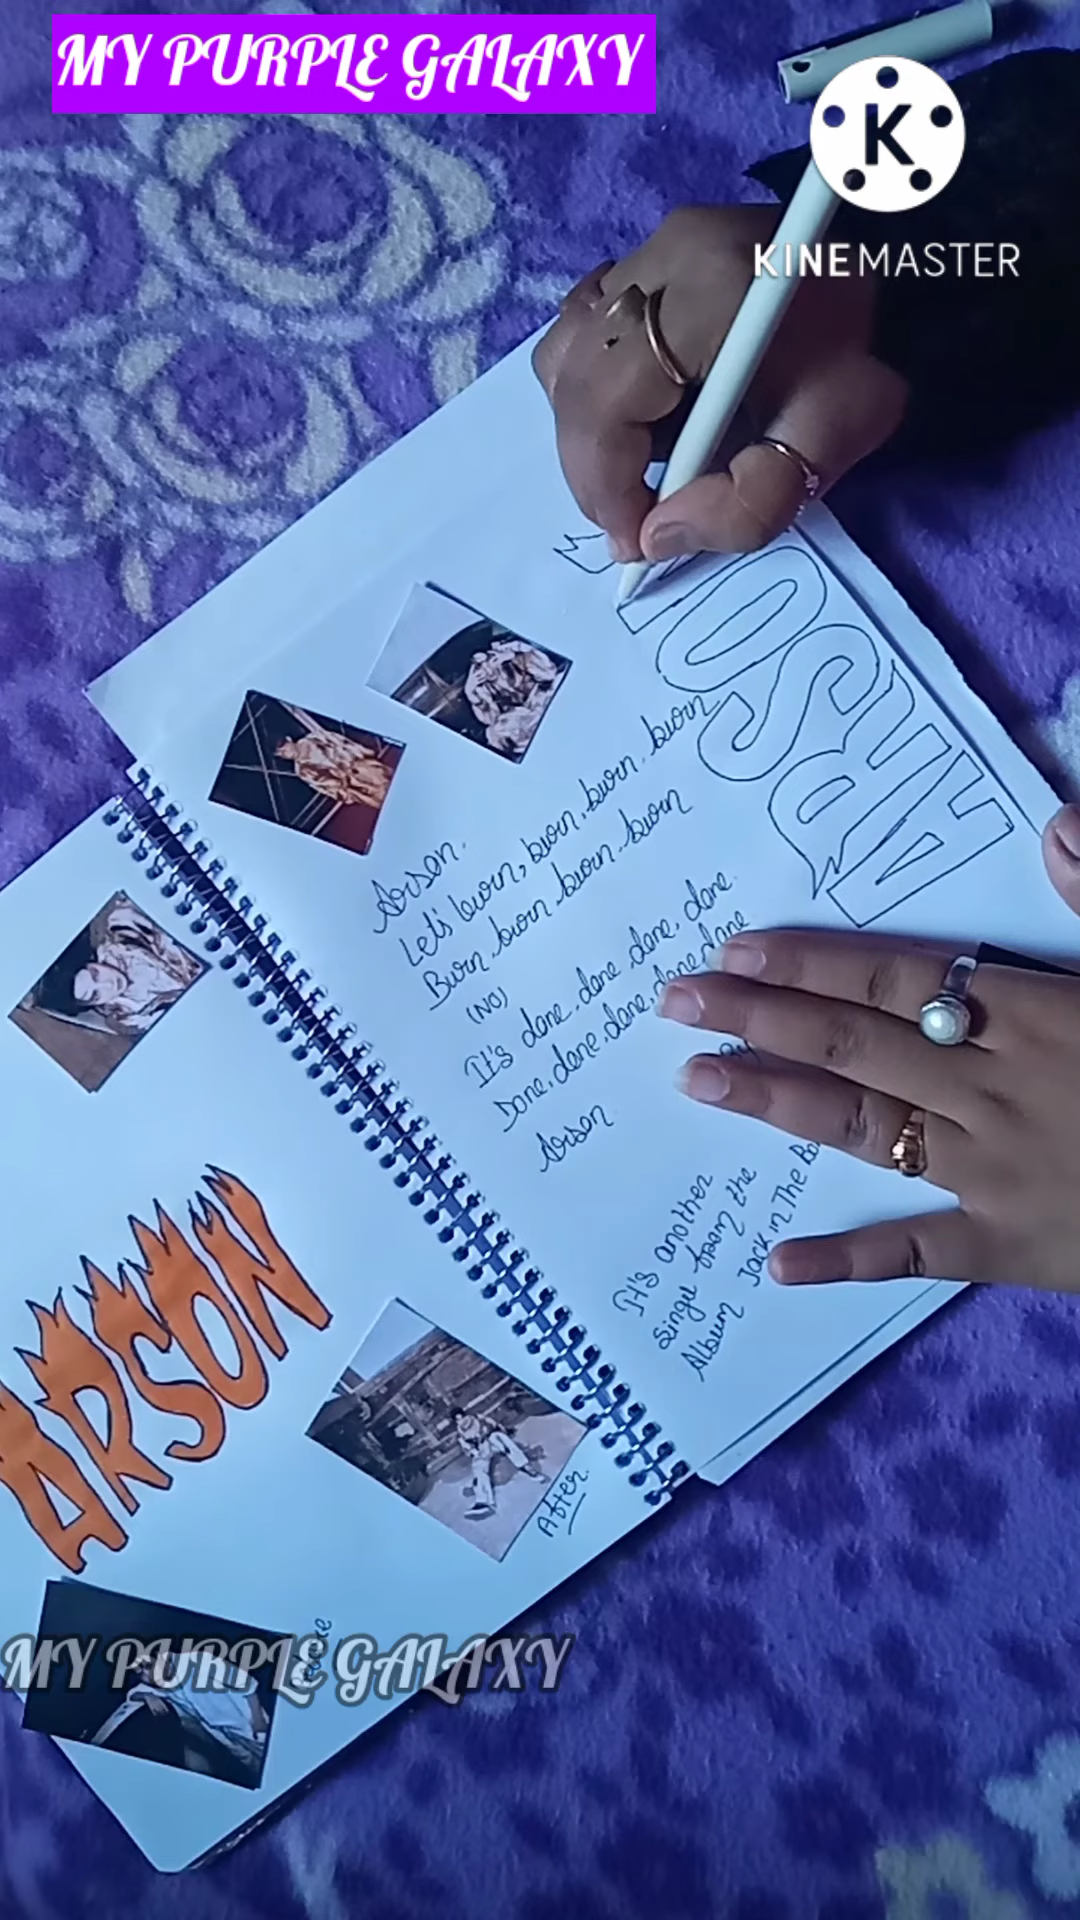 MY PURPLE GALAXY
K
KINEMASTER
ARSON
Arson.
Let's burn, burn, burn, burn
Burn, burn burn burn
(NO)
It's done, done done, done.
Done, done, done, done, done
Arson
It's another
Singe from the
Album Jack in The
ARSON
After
MY PURPLE GALAXY